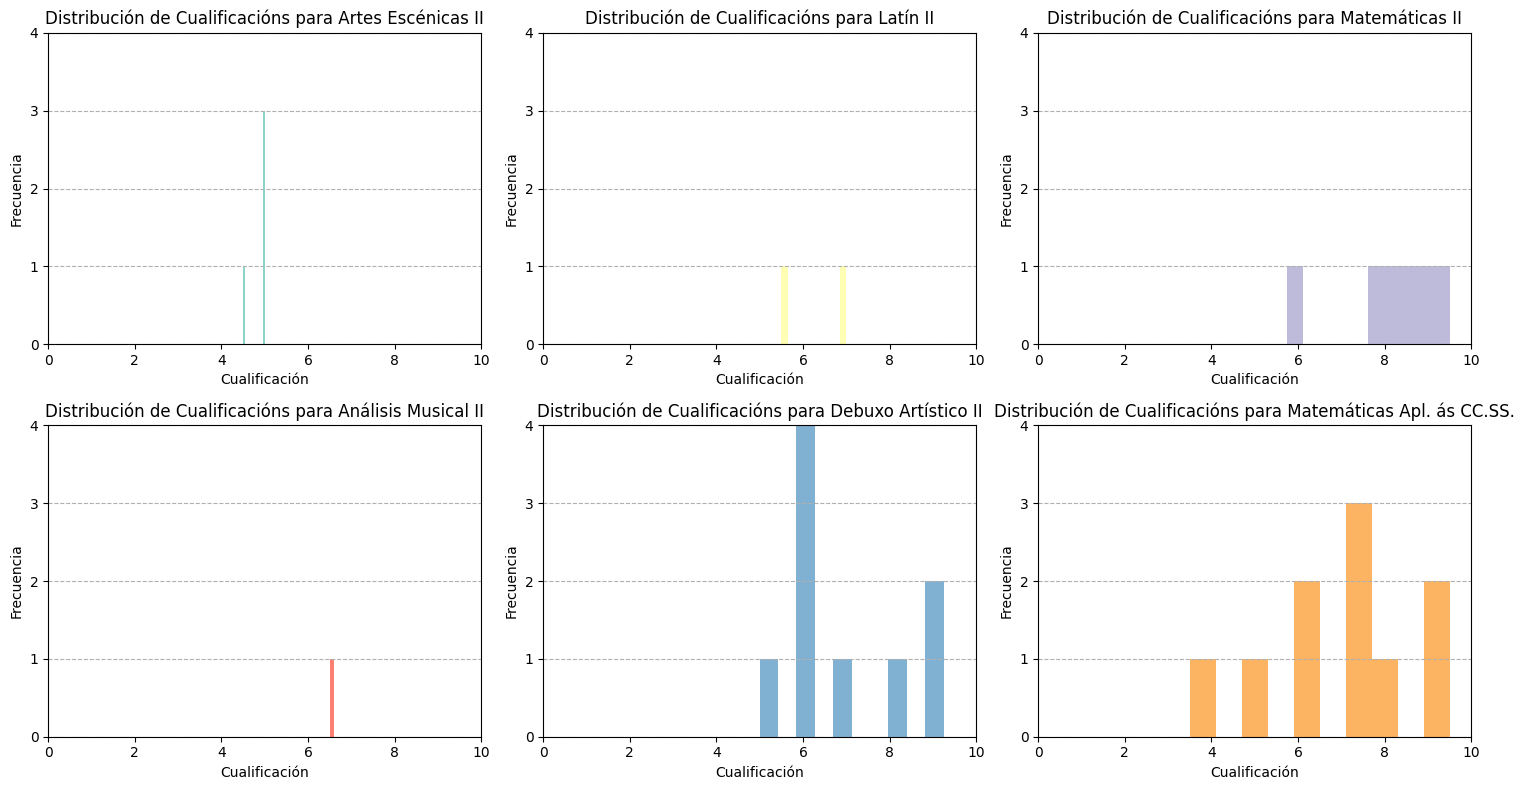 Distribución de Cualificacións para Artes Escénicas II
4
3
2
1
0
Frecuencia
0 2 4 6 8 10
Cualificación
Distribución de Cualificacións para Latín II
4
3
2
1
0
Frecuencia
0 2 4 6 8 10
Cualificación
Distribución de Cualificacións para Matemáticas II
4
3
2
1
0
Frecuencia
0 2 4 6 8 10
Cualificación
Distribución de Cualificacións para Análisis Musical II
4
3
2
1
0
Frecuencia
0 2 4 6 8 10
Cualificación
Distribución de Cualificacións para Debuxo Artístico II
4
3
2
1
0
Frecuencia
0 2 4 6 8 10
Cualificación
Distribución de Cualificacións para Matemáticas Apl. ás CC.SS.
4
3
2
1
0
Frecuencia
0 2 4 6 8 10
Cualificación